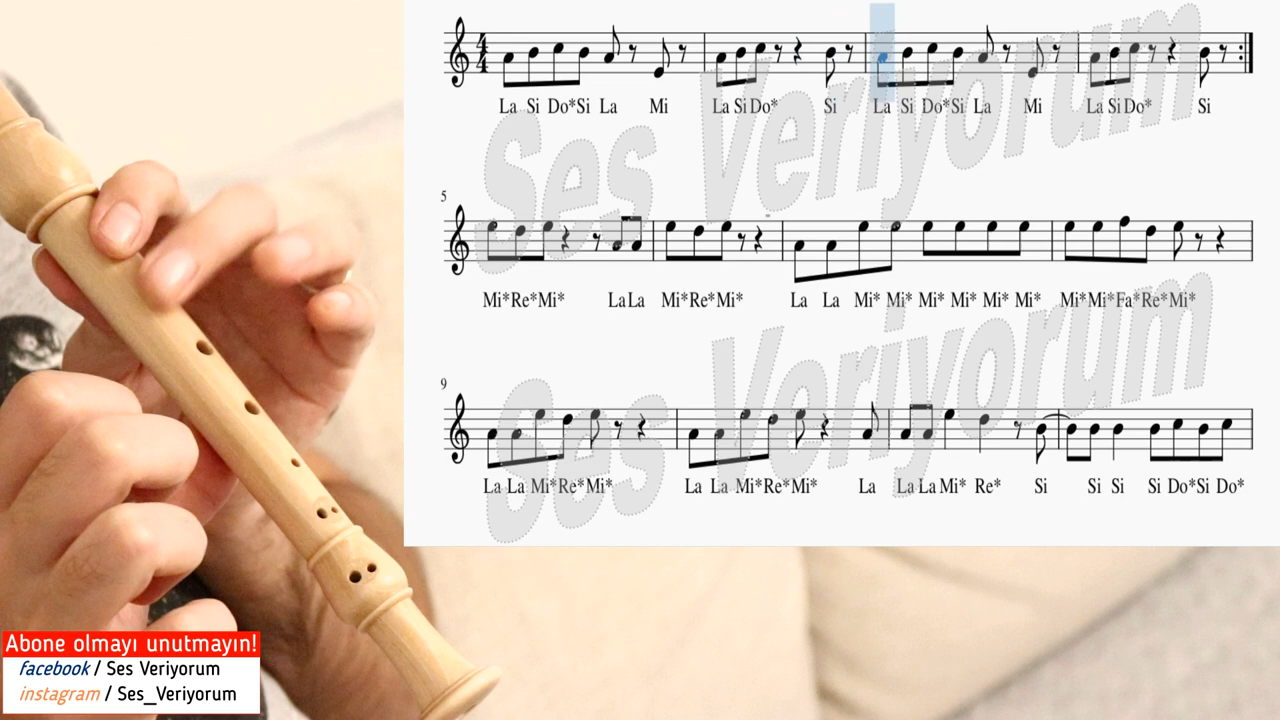 La Si Do*Si La Mi La Si Do* Si La Si Do*Si La Mi La Si Do* Si
5
Mi*Re*Mi* La La Mi*Re*Mi* La La Mi* Mi* Mi* Mi* Mi* Mi* Mi*Mi*Fa*Re*Mi*
9
La La Mi*Re*Mi* La La Mi*Re*Mi* La La La Mi* Re* Si Si Si Si Do*Si Do*
Ses Veriyorum
Ses Veriyorum
Abone olmayı unutmayın!
facebook / Ses Veriyorum
instagram / Ses_Veriyorum